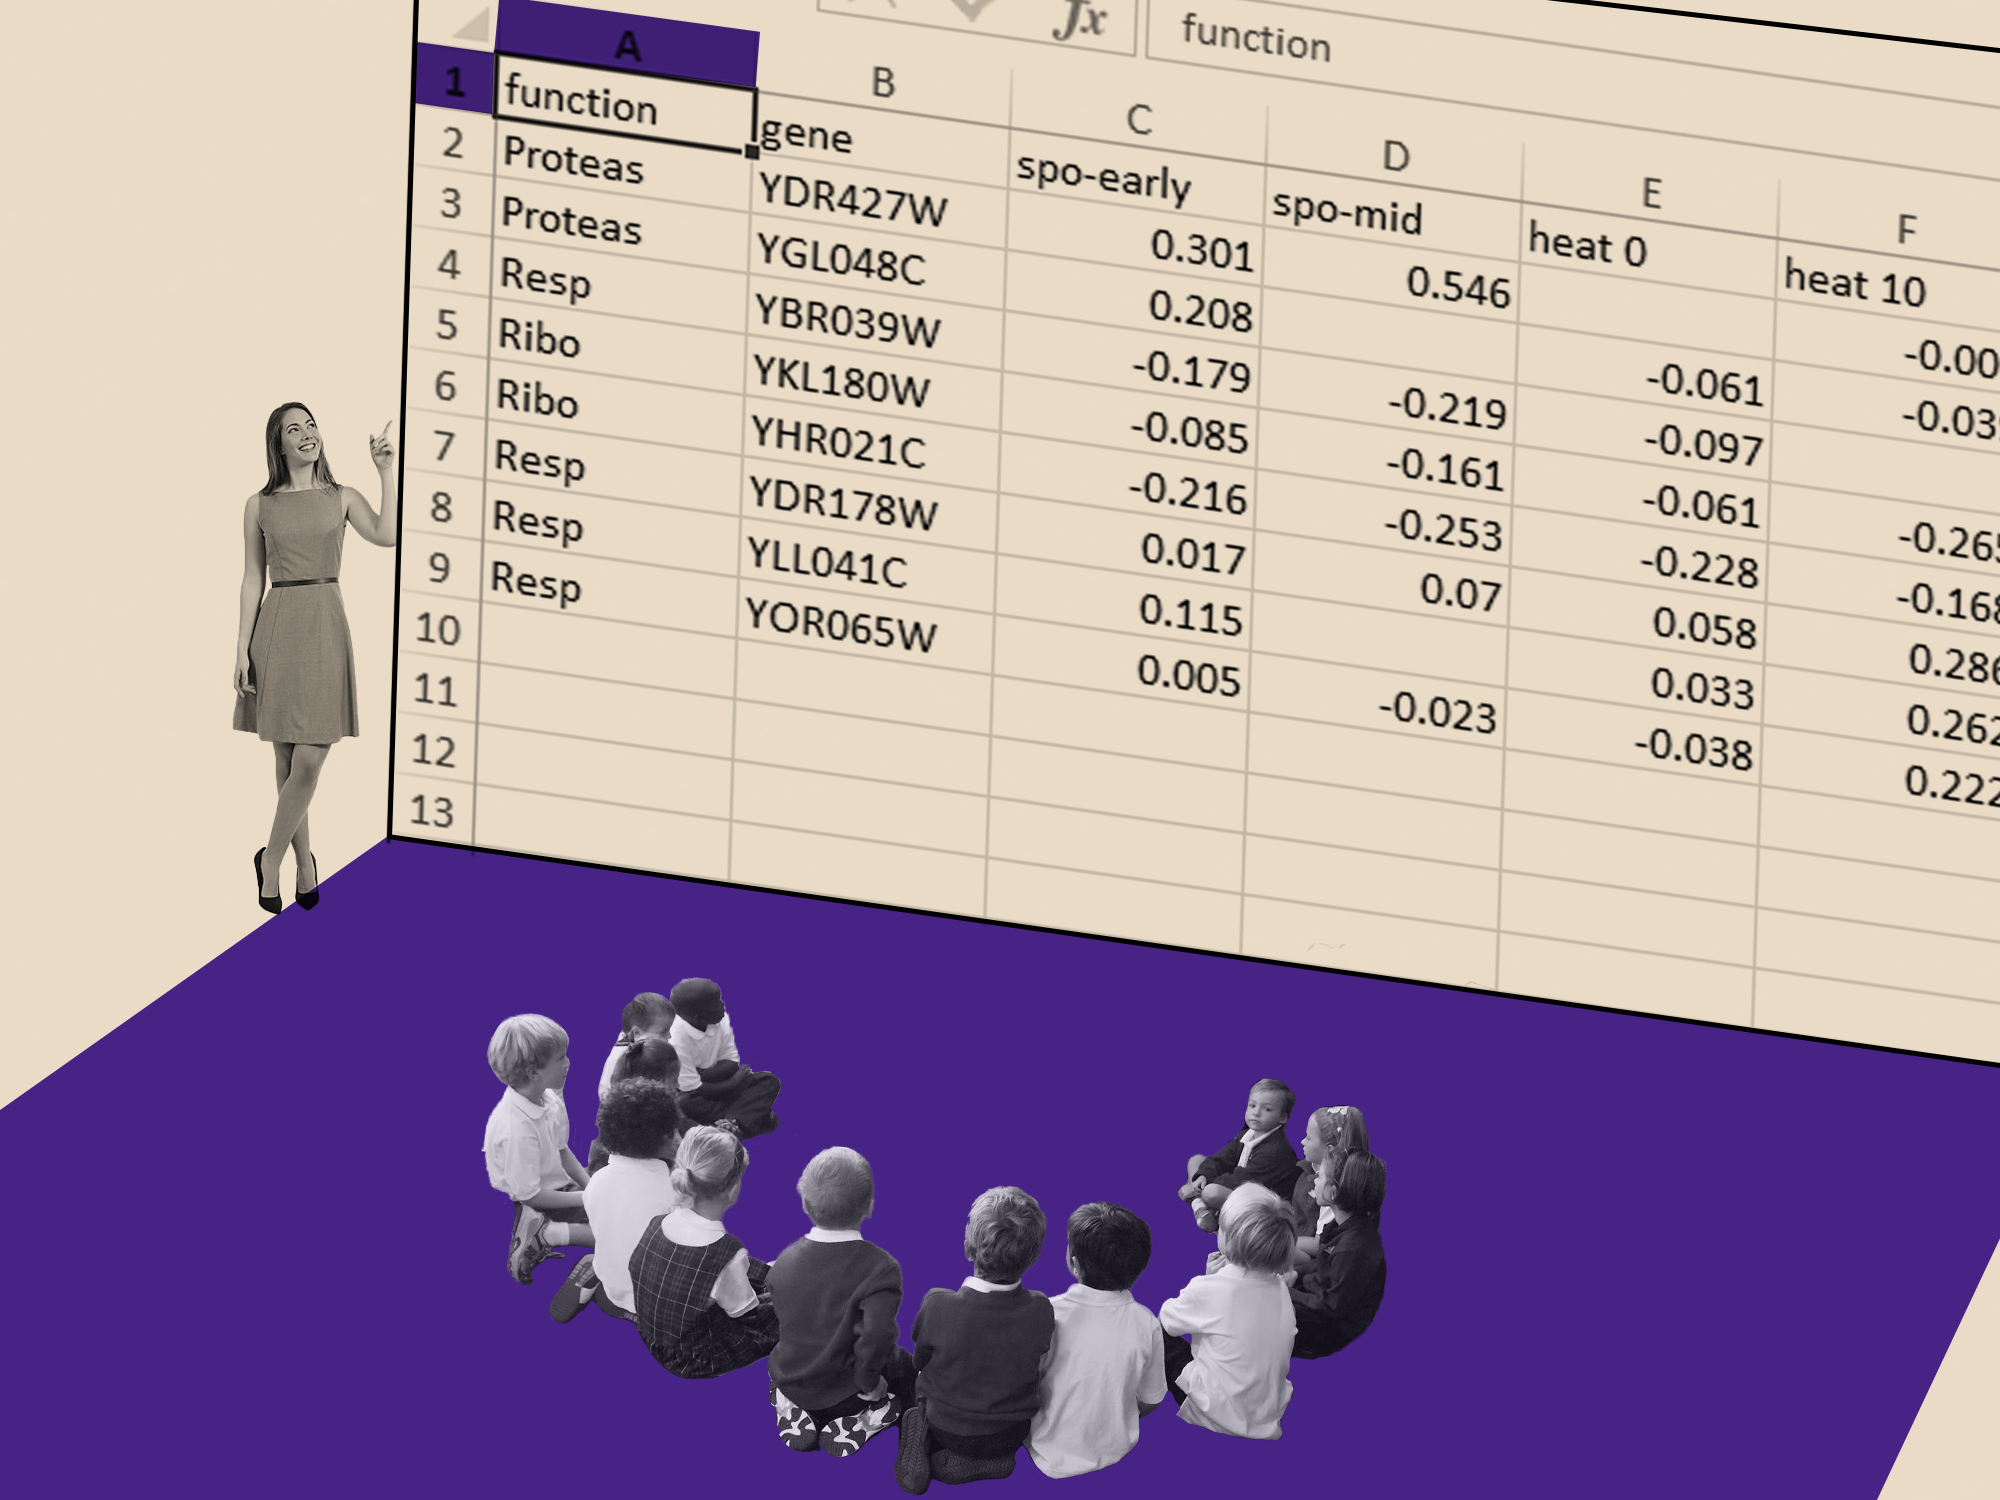 fx function
A B C D E F
1 function gene spo-early spo-mid heat 0 heat 10
2 Proteas YDR427W 0.301 0.546 -0.00
3 Proteas YGL048C 0.208 -0.061 -0.03
4 Resp YBR039W -0.179 -0.219 -0.097
5 Ribo YKL180W -0.085 -0.161 -0.061 -0.265
6 Ribo YHR021C -0.216 -0.253 -0.228 -0.168
7 Resp YDR178W 0.017 0.07 0.058 0.286
8 Resp YLL041C 0.115 0.033 0.262
9 Resp YOR065W 0.005 -0.023 -0.038 0.222
10
11
12
13